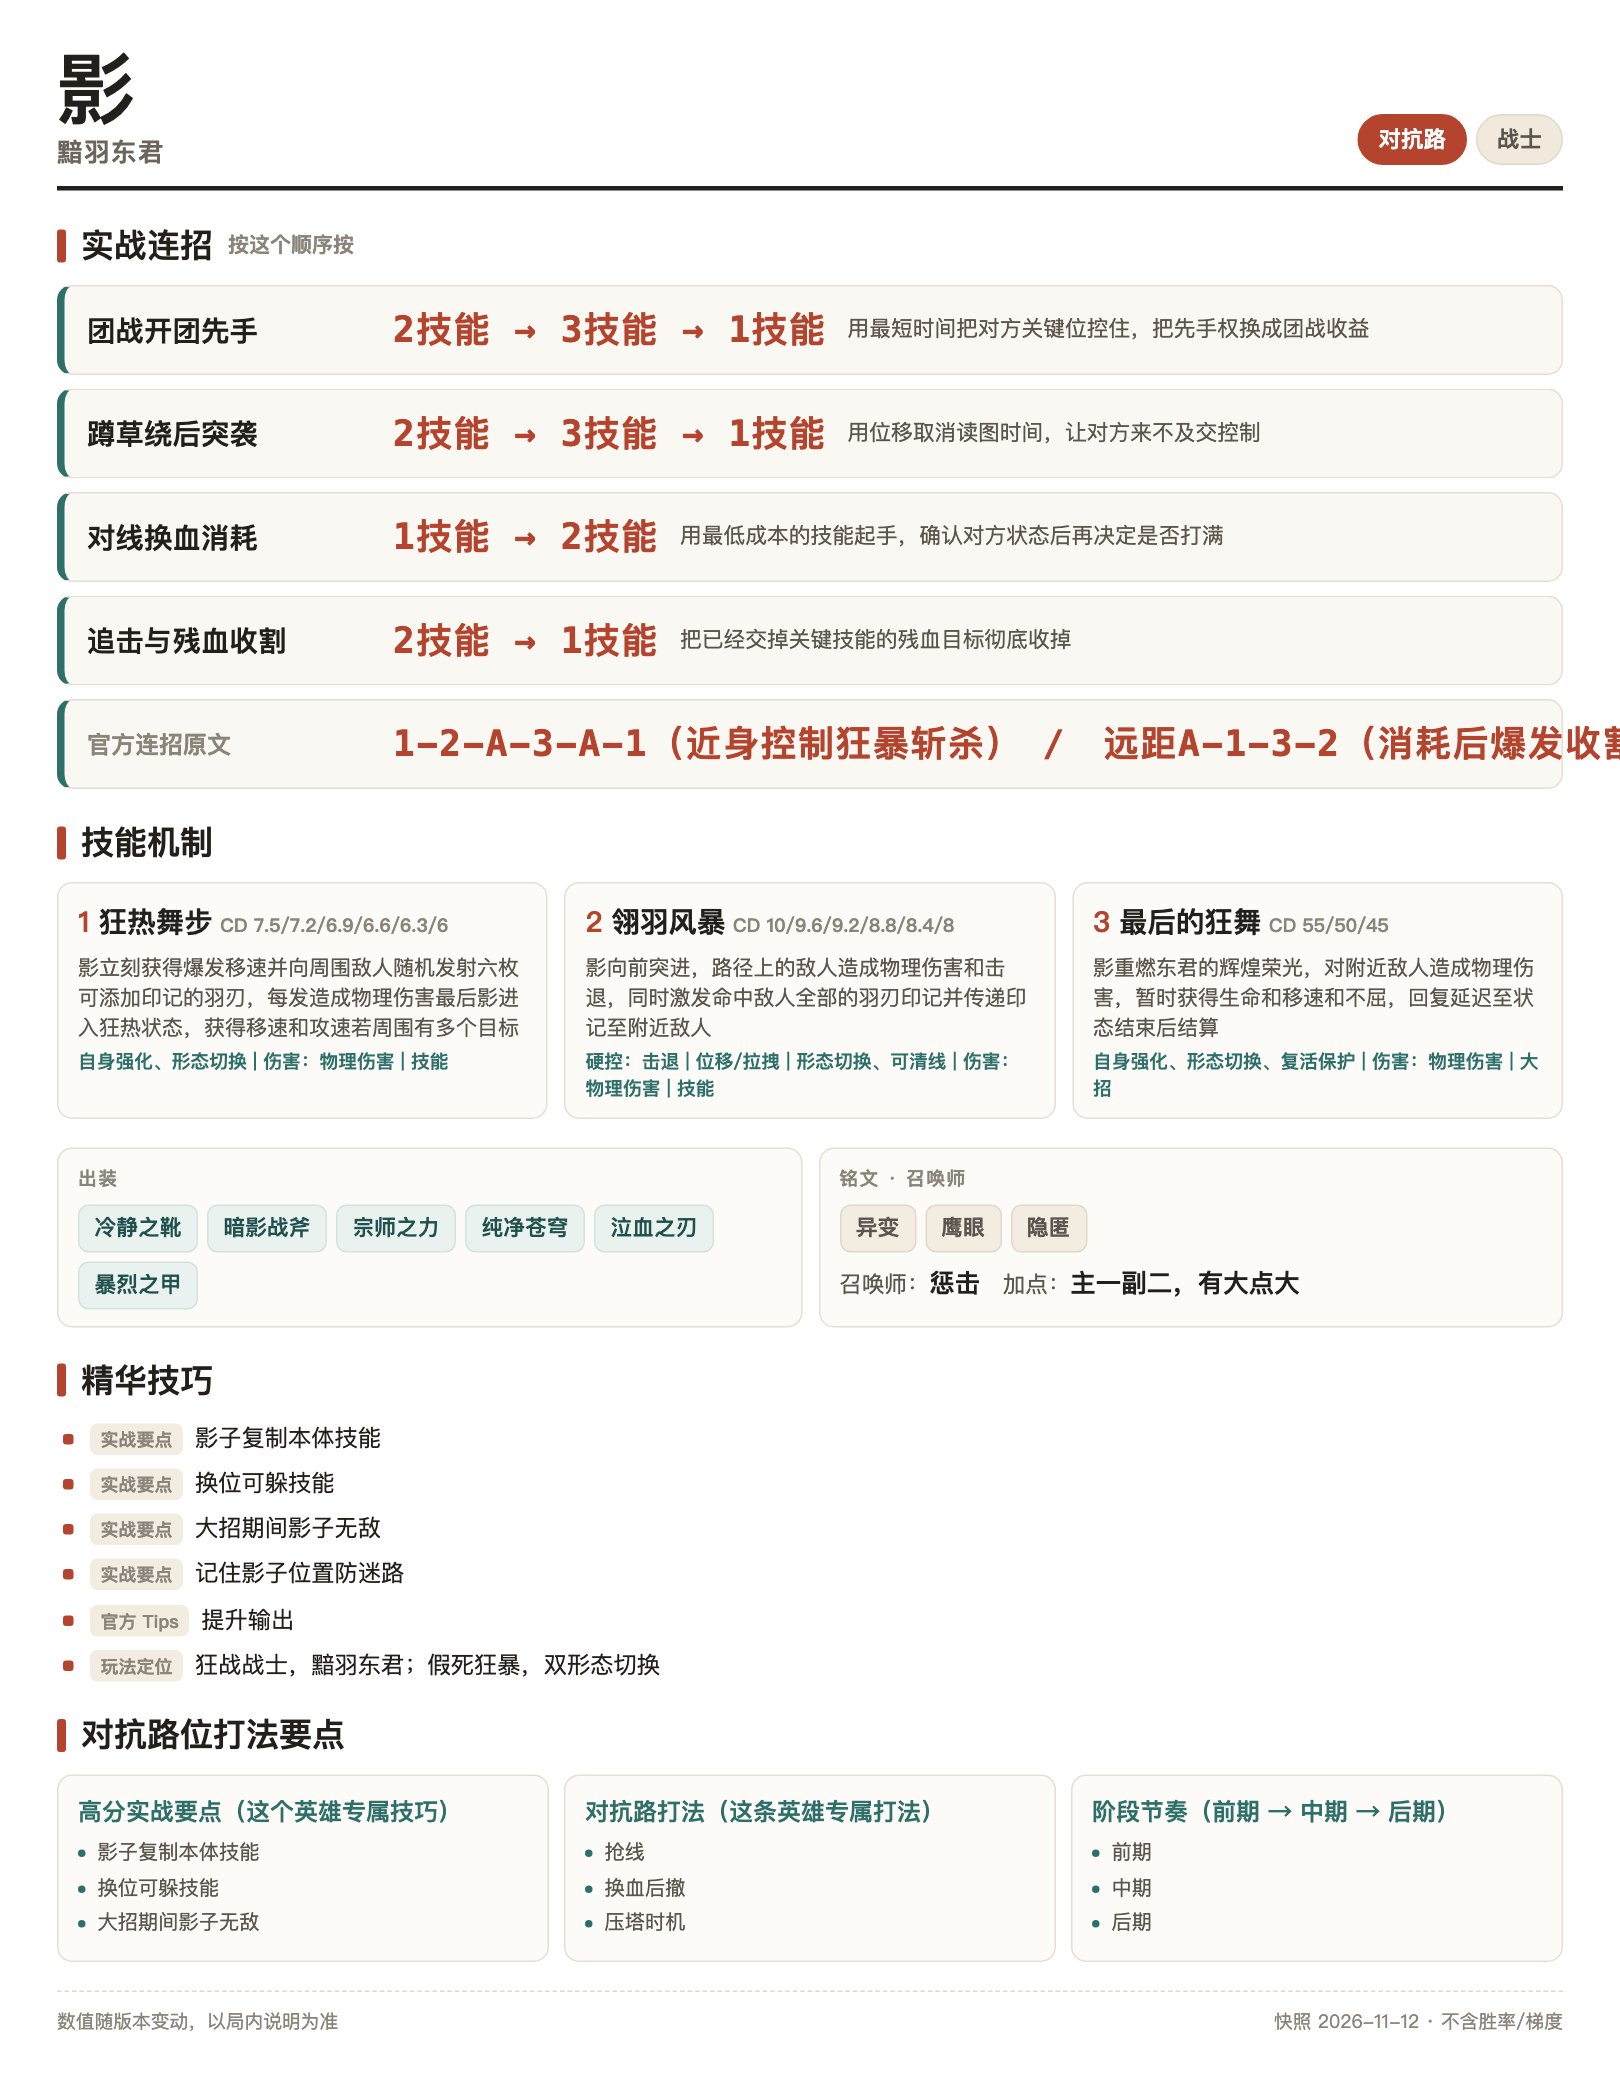 影
黯羽东君
对抗路 战士
实战连招 按这个顺序按
团战开团先手 2技能 → 3技能 → 1技能 用最短时间把对方关键位控住，把先手权换成团战收益
蹲草绕后突袭 2技能 → 3技能 → 1技能 用位移取消读图时间，让对方来不及交控制
对线换血消耗 1技能 → 2技能 用最低成本的技能起手，确认对方状态后再决定是否打满
追击与残血收割 2技能 → 1技能 把已经交掉关键技能的残血目标彻底收掉
官方连招原文 1-2-A-3-A-1（近身控制狂暴斩杀） / 远距A-1-3-2（消耗后爆发收割
技能机制
1 狂热舞步 CD 7.5/7.2/6.9/6.6/6.3/6
影立刻获得爆发移速并向周围敌人随机发射六枚
可添加印记的羽刃，每发造成物理伤害最后影进
入狂热状态，获得移速和攻速若周围有多个目标
自身强化、形态切换 | 伤害：物理伤害 | 技能
2 翎羽风暴 CD 10/9.6/9.2/8.8/8.4/8
影向前突进，路径上的敌人造成物理伤害和击
退，同时激发命中敌人全部的羽刃印记并传递印
记至附近敌人
硬控：击退 | 位移/拉拽 | 形态切换、可清线 | 伤害：
物理伤害 | 技能
3 最后的狂舞 CD 55/50/45
影重燃东君的辉煌荣光，对附近敌人造成物理伤
害，暂时获得生命和移速和不屈，回复延迟至状
态结束后结算
自身强化、形态切换、复活保护 | 伤害：物理伤害 | 大
招
出装
冷静之靴 暗影战斧 宗师之力 纯净苍穹 泣血之刃
暴烈之甲
铭文 · 召唤师
异变 鹰眼 隐匿
召唤师：惩击 加点：主一副二，有大点大
精华技巧
实战要点 影子复制本体技能
实战要点 换位可躲技能
实战要点 大招期间影子无敌
实战要点 记住影子位置防迷路
官方 Tips 提升输出
玩法定位 狂战战士，黯羽东君；假死狂暴，双形态切换
对抗路位打法要点
高分实战要点（这个英雄专属技巧）
影子复制本体技能
换位可躲技能
大招期间影子无敌
对抗路打法（这条英雄专属打法）
抢线
换血后撤
压塔时机
阶段节奏（前期 → 中期 → 后期）
前期
中期
后期
数值随版本变动，以局内说明为准
快照 2026-11-12 · 不含胜率/梯度